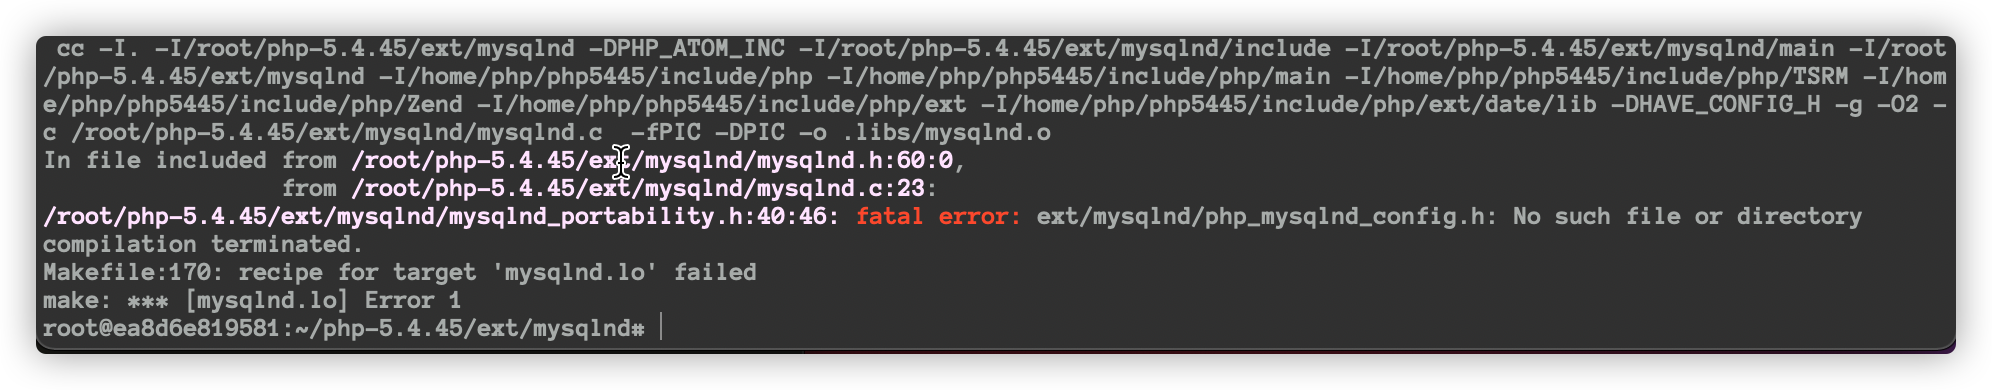 cc -I. -I/root/php-5.4.45/ext/mysqlnd -DPHP_ATOM_INC -I/root/php-5.4.45/ext/mysqlnd/include -I/root/php-5.4.45/ext/mysqlnd/main -I/root
/php-5.4.45/ext/mysqlnd -I/home/php/php5445/include/php -I/home/php/php5445/include/php/main -I/home/php/php5445/include/php/TSRM -I/hom
e/php/php5445/include/php/Zend -I/home/php/php5445/include/php/ext -I/home/php/php5445/include/php/ext/date/lib -DHAVE_CONFIG_H -g -O2 -
c /root/php-5.4.45/ext/mysqlnd/mysqlnd.c  -fPIC -DPIC -o .libs/mysqlnd.o
In file included from /root/php-5.4.45/ext/mysqlnd/mysqlnd.h:60:0,
                 from /root/php-5.4.45/ext/mysqlnd/mysqlnd.c:23:
/root/php-5.4.45/ext/mysqlnd/mysqlnd_portability.h:40:46: fatal error: ext/mysqlnd/php_mysqlnd_config.h: No such file or directory
compilation terminated.
Makefile:170: recipe for target 'mysqlnd.lo' failed
make: *** [mysqlnd.lo] Error 1
root@ea8d6e819581:~/php-5.4.45/ext/mysqlnd#